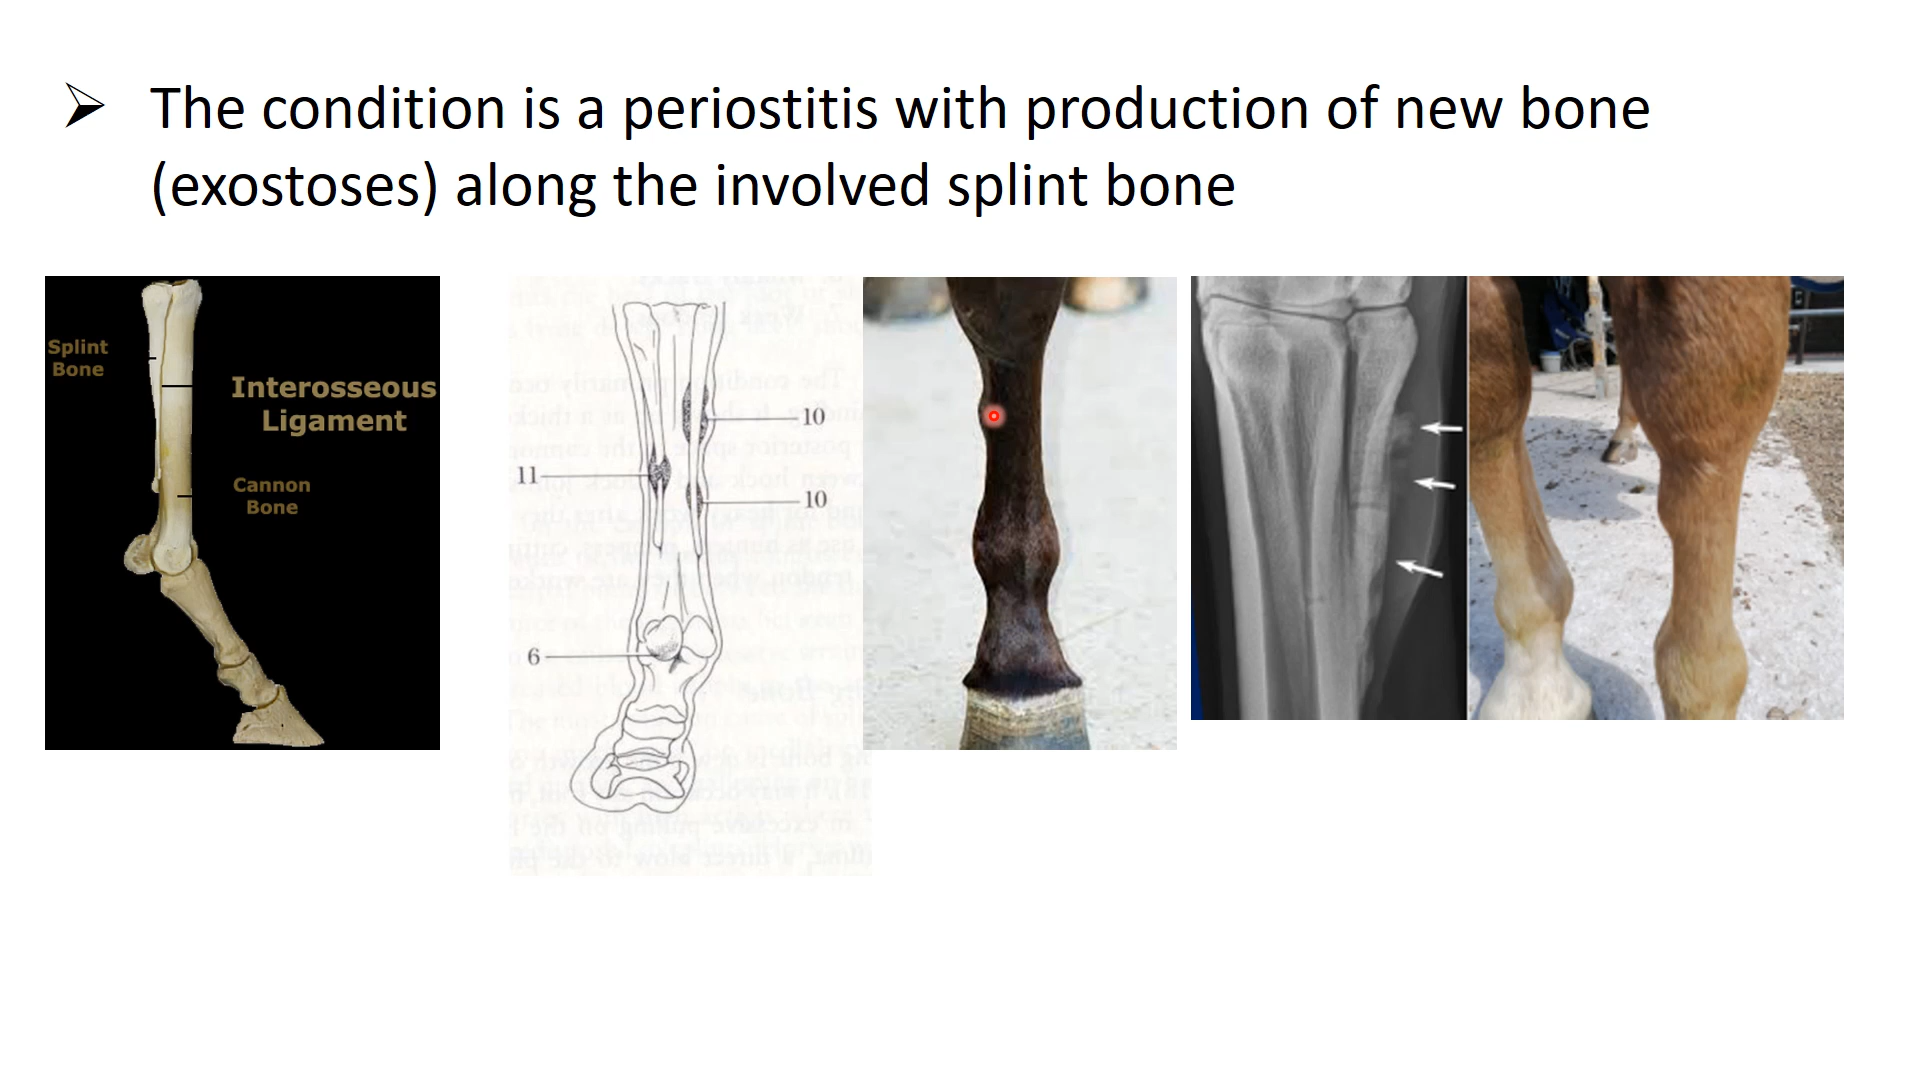 The condition is a periostitis with production of new bone
(exostoses) along the involved splint bone
Splint
Bone
Interosseous
Ligament
Cannon
Bone
10
11
10
6